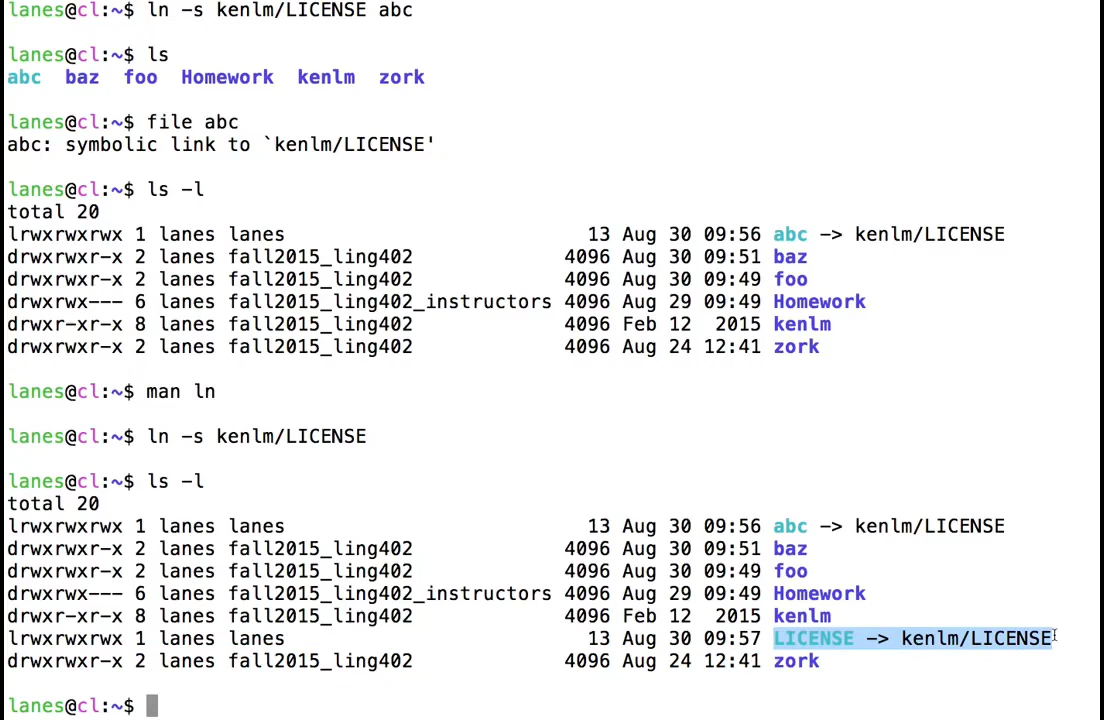 lanes@cl:~$ ln -s kenlm/LICENSE abc
lanes@cl:~$ ls
abc  baz  foo  Homework  kenlm  zork
lanes@cl:~$ file abc
abc: symbolic link to `kenlm/LICENSE'
lanes@cl:~$ ls -l
total 20
lrwxrwxrwx 1 lanes lanes                          13 Aug 30 09:56 abc -> kenlm/LICENSE
drwxrwxr-x 2 lanes fall2015_ling402             4096 Aug 30 09:51 baz
drwxrwxr-x 2 lanes fall2015_ling402             4096 Aug 30 09:49 foo
drwxrwx--- 6 lanes fall2015_ling402_instructors 4096 Aug 29 09:49 Homework
drwxr-xr-x 8 lanes fall2015_ling402             4096 Feb 12  2015 kenlm
drwxrwxr-x 2 lanes fall2015_ling402             4096 Aug 24 12:41 zork
lanes@cl:~$ man ln
lanes@cl:~$ ln -s kenlm/LICENSE
lanes@cl:~$ ls -l
total 20
lrwxrwxrwx 1 lanes lanes                          13 Aug 30 09:56 abc -> kenlm/LICENSE
drwxrwxr-x 2 lanes fall2015_ling402             4096 Aug 30 09:51 baz
drwxrwxr-x 2 lanes fall2015_ling402             4096 Aug 30 09:49 foo
drwxrwx--- 6 lanes fall2015_ling402_instructors 4096 Aug 29 09:49 Homework
drwxr-xr-x 8 lanes fall2015_ling402             4096 Feb 12  2015 kenlm
lrwxrwxrwx 1 lanes lanes                          13 Aug 30 09:57 LICENSE -> kenlm/LICENSE
drwxrwxr-x 2 lanes fall2015_ling402             4096 Aug 24 12:41 zork
lanes@cl:~$